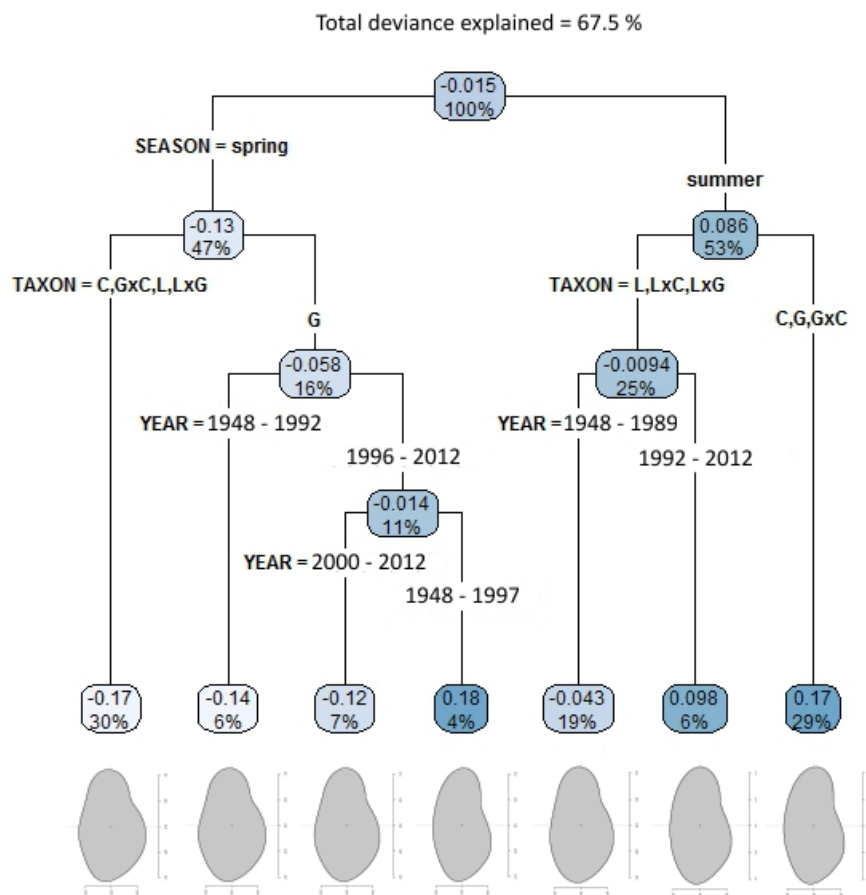 Total deviance explained = 67.5 %
-0.015
100%
SEASON = spring
summer
-0.13
47%
0.086
53%
TAXON = C,GxC,L,LxG
TAXON = L,LxC,LxG
G
C,G,GxC
-0.058
16%
-0.0094
25%
YEAR = 1948 - 1992
YEAR = 1948 - 1989
1996 - 2012
1992 - 2012
-0.014
11%
YEAR = 2000 - 2012
1948 - 1997
-0.17
30%
-0.14
6%
-0.12
7%
0.18
4%
-0.043
19%
0.098
6%
0.17
29%